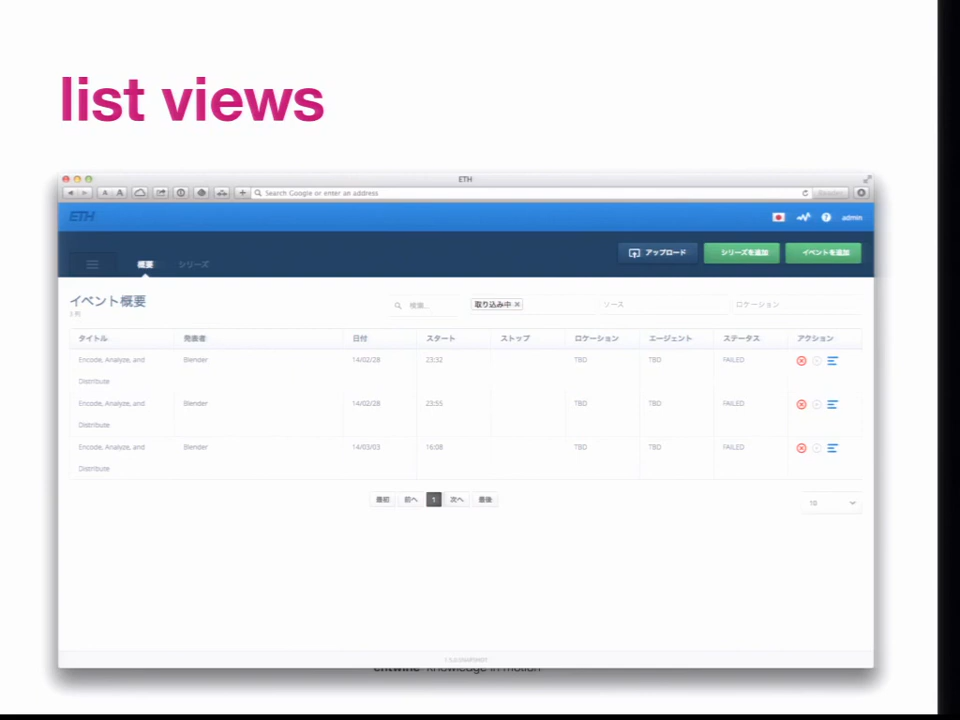 list views
ETH
A A
Search Google or enter an address
Reader
ETH
admin
概要 シリーズ
アップロード シリーズを追加 イベントを追加
イベント概要
検索... 取り込み中 × ソース ロケーション
タイトル 発表者 日付 スタート ストップ ロケーション エージェント ステータス アクション
Encode, Analyze, and Blender 14/02/28 23:32 TBD TBD FAILED
Distribute
Encode, Analyze, and Blender 14/02/28 23:55 TBD TBD FAILED
Distribute
Encode, Analyze, and Blender 14/03/03 16:08 TBD TBD FAILED
Distribute
最初 前へ 1 次へ 最後 10
entwine knowledge in motion